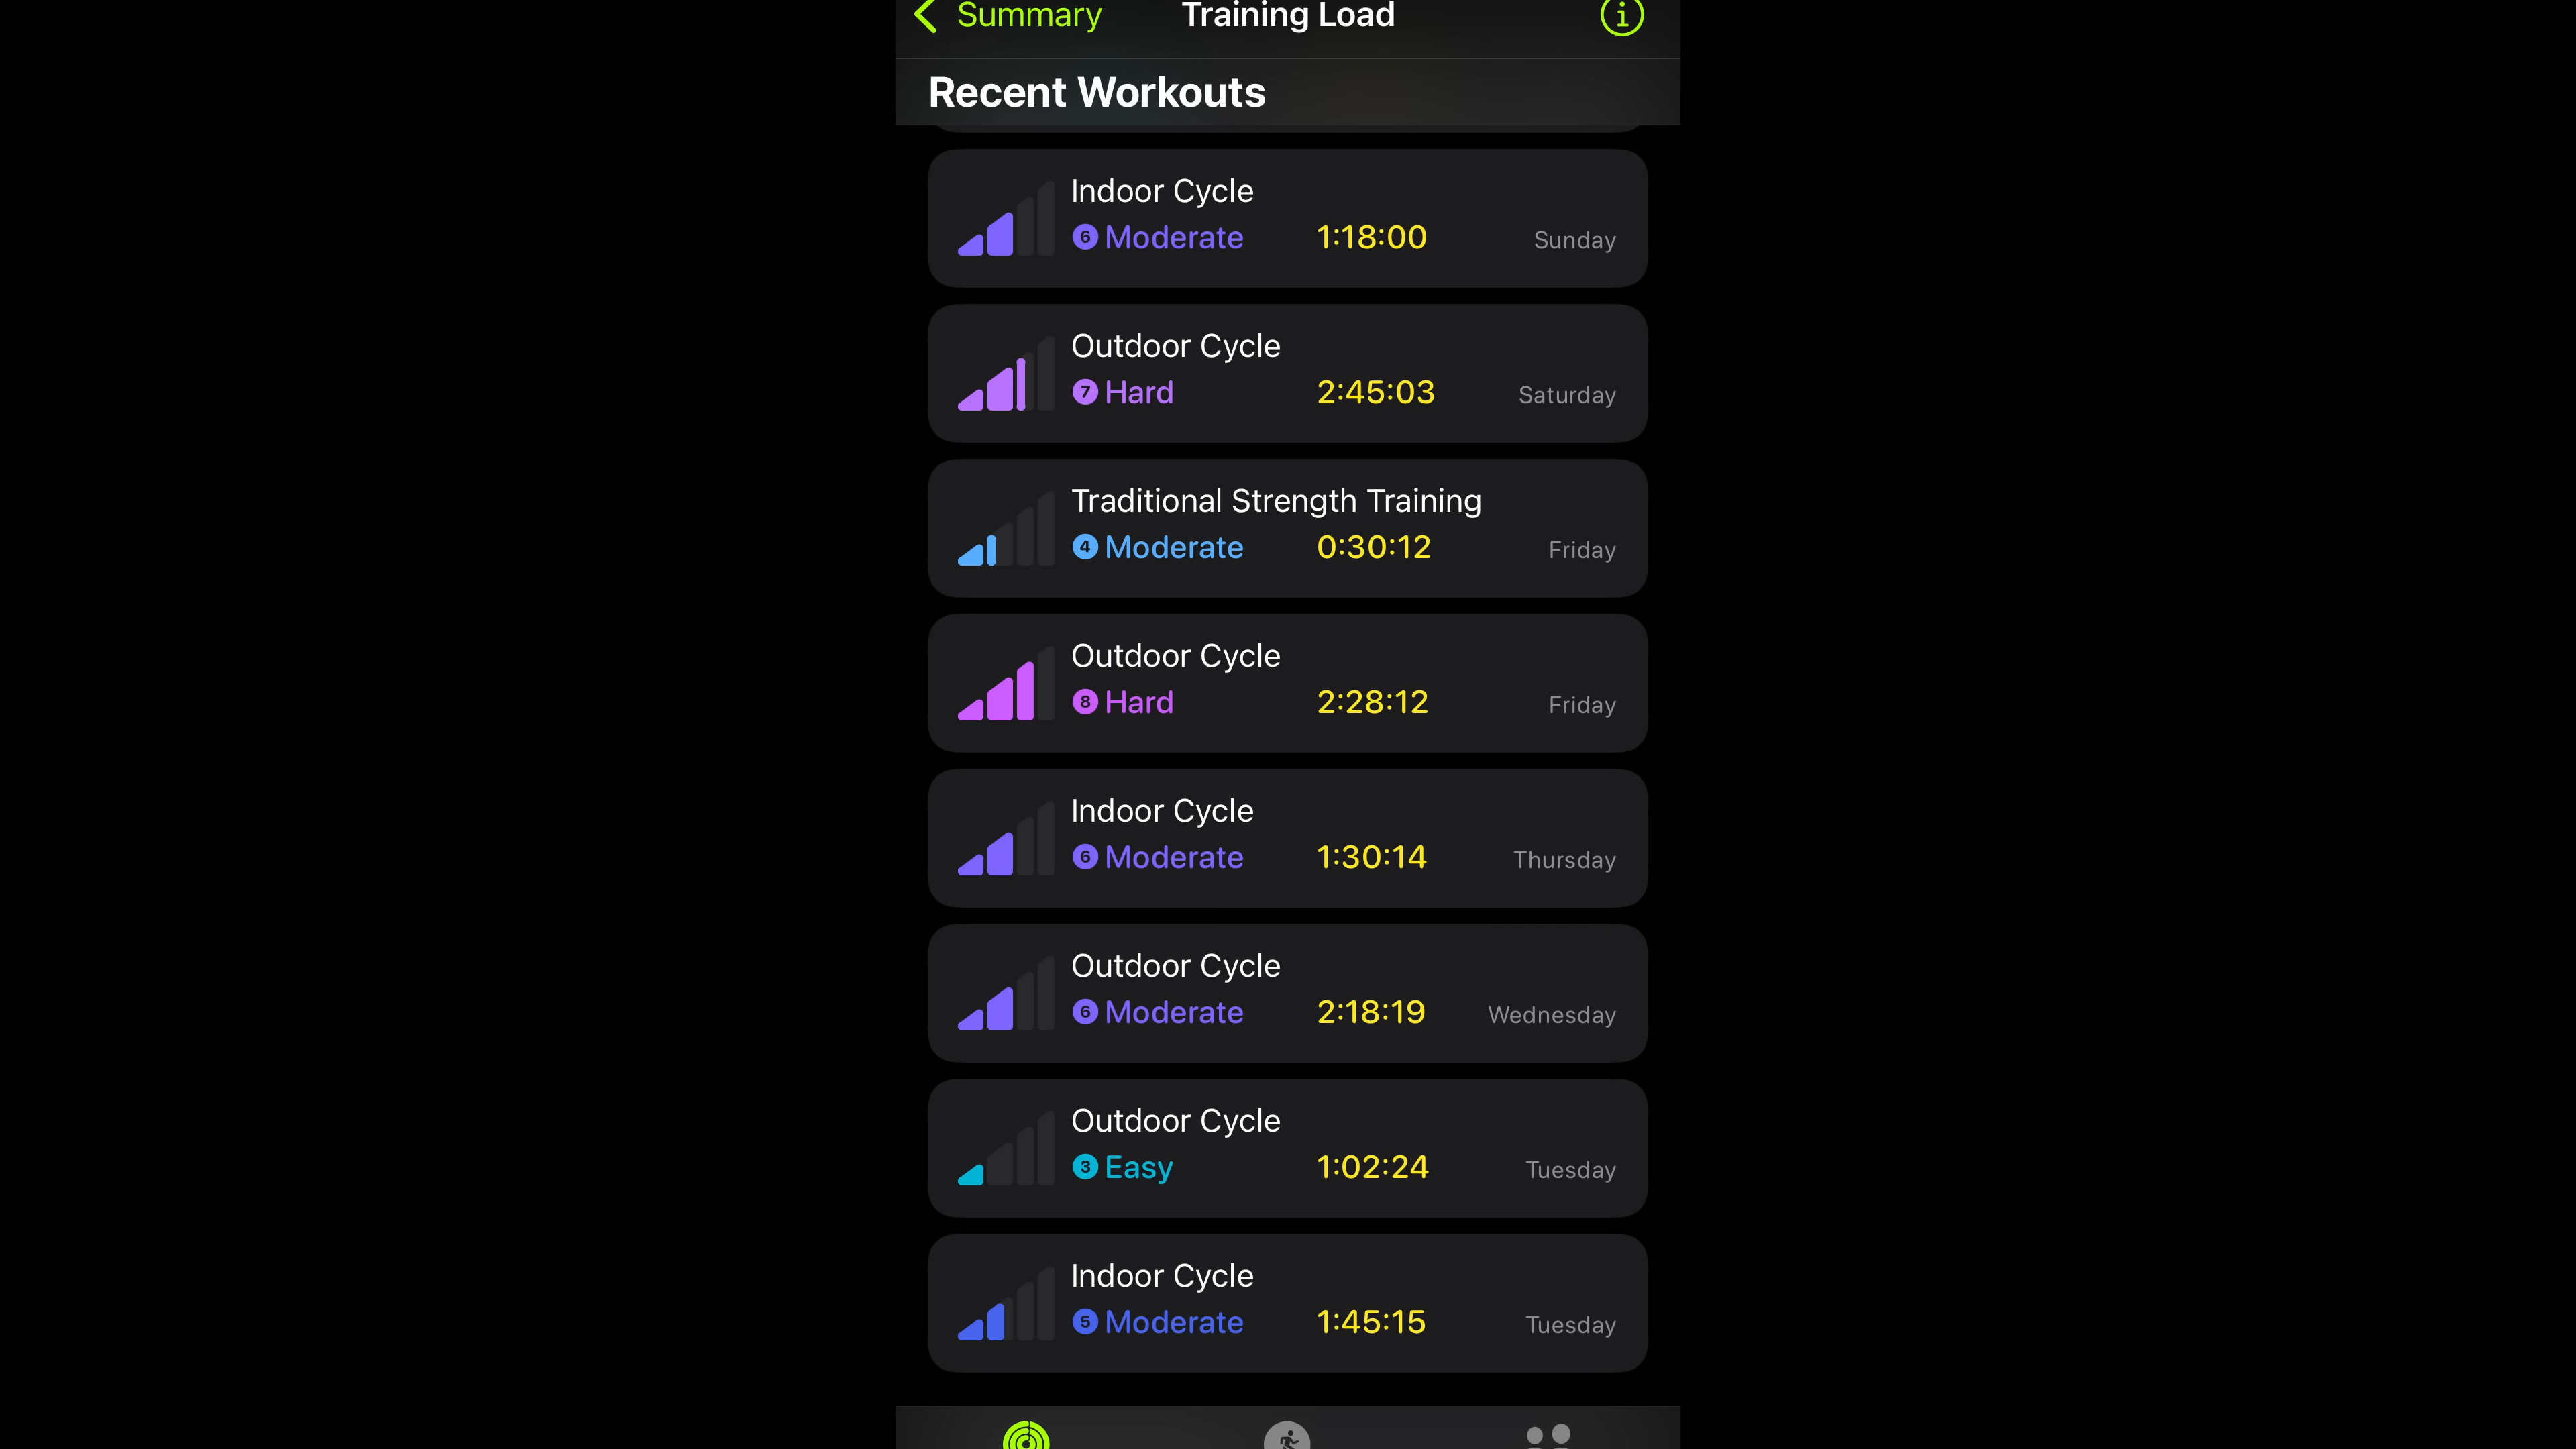 Summary
Training Load
Recent Workouts
Indoor Cycle
6 Moderate 1:18:00 Sunday
Outdoor Cycle
7 Hard 2:45:03 Saturday
Traditional Strength Training
4 Moderate 0:30:12 Friday
Outdoor Cycle
8 Hard 2:28:12 Friday
Indoor Cycle
6 Moderate 1:30:14 Thursday
Outdoor Cycle
6 Moderate 2:18:19 Wednesday
Outdoor Cycle
3 Easy 1:02:24 Tuesday
Indoor Cycle
5 Moderate 1:45:15 Tuesday